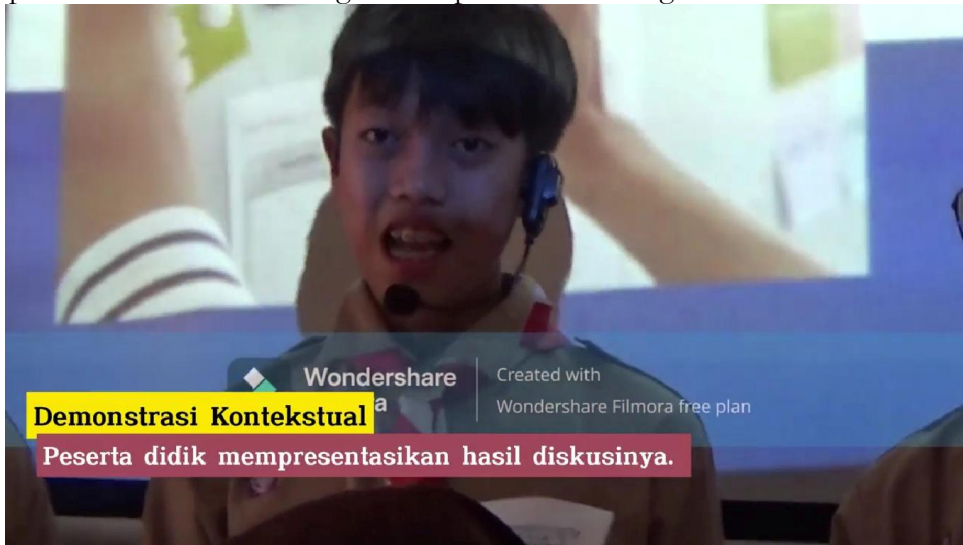 Wondershare
a
Created with
Wondershare Filmora free plan
Demonstrasi Kontekstual
Peserta didik mempresentasikan hasil diskusinya.